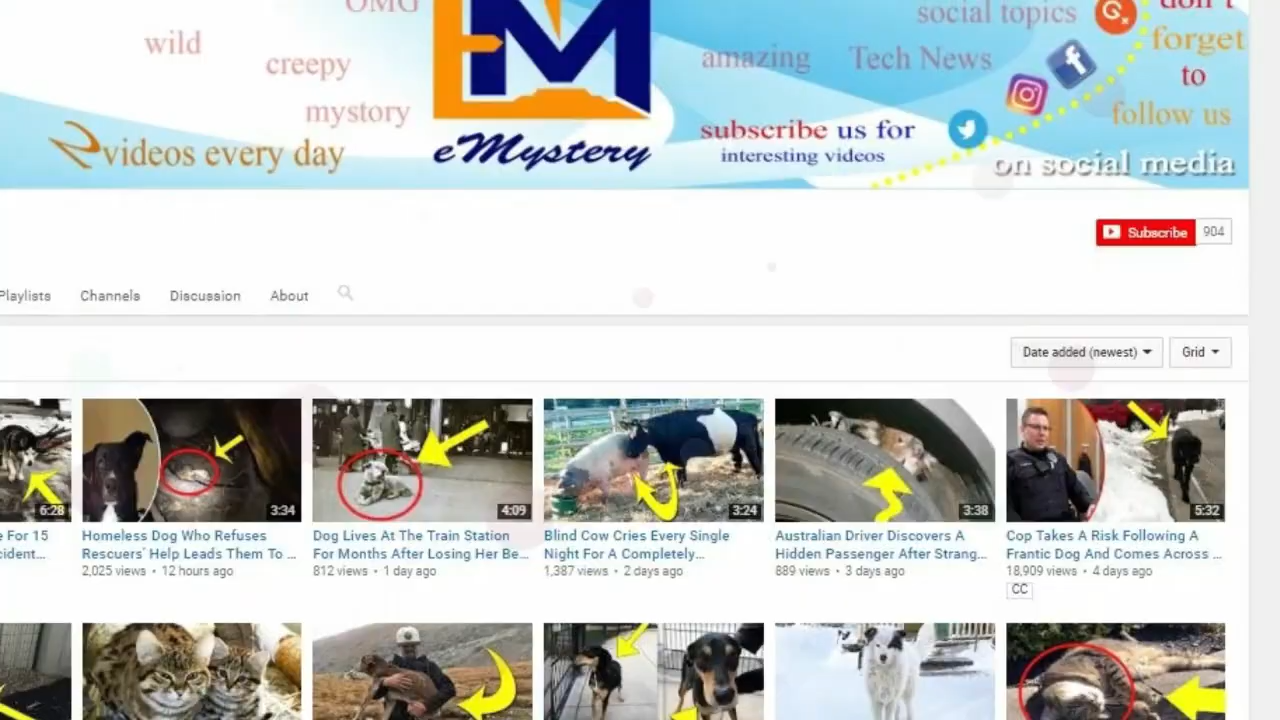 OMG
social topics
don't
wild
creepy
amazing
Tech News
forget
to
mystory
follow us
videos every day
EM
eMystery
subscribe us for
interesting videos
on social media
Subscribe 904
Playlists Channels Discussion About
Date added (newest) Grid
6:28
3:34
4:09
3:24
3:38
5:32
e For 15
cident...
Homeless Dog Who Refuses
Rescuers' Help Leads Them To ...
2,025 views • 12 hours ago
Dog Lives At The Train Station
For Months After Losing Her Be...
812 views • 1 day ago
Blind Cow Cries Every Single
Night For A Completely...
1,387 views • 2 days ago
Australian Driver Discovers A
Hidden Passenger After Strang...
889 views • 3 days ago
Cop Takes A Risk Following A
Frantic Dog And Comes Across ...
18,909 views • 4 days ago
CC